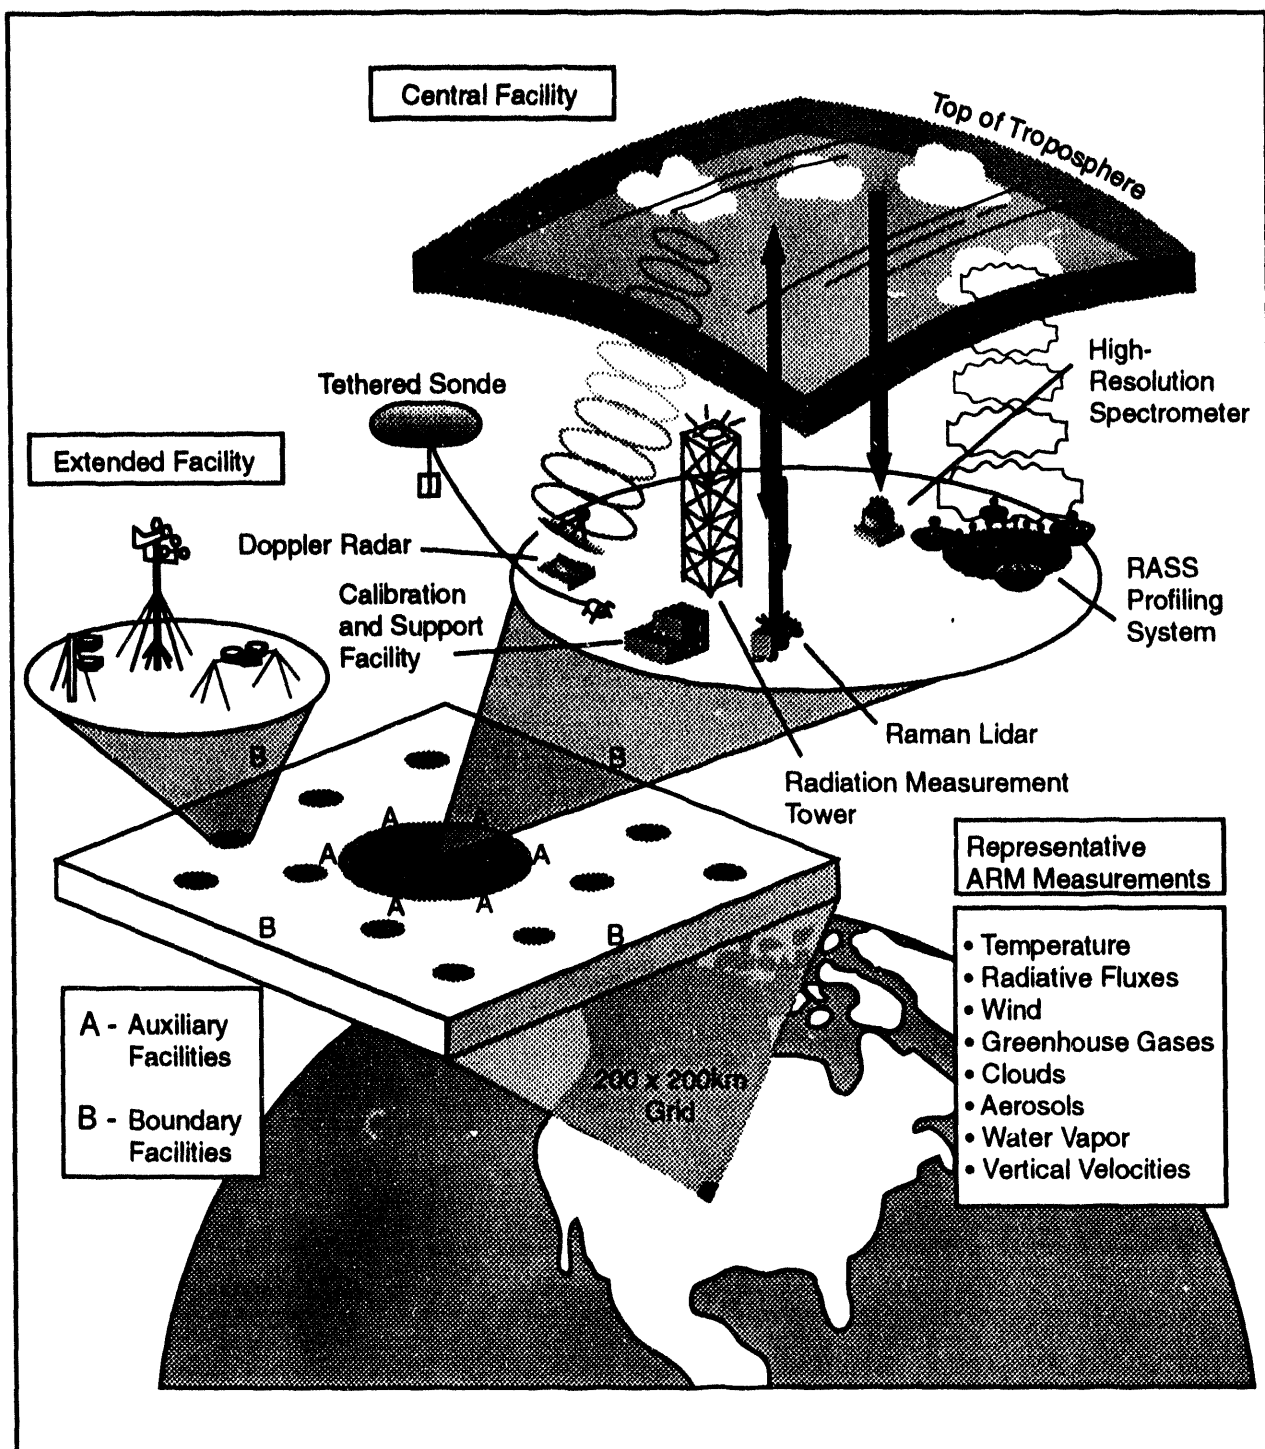 Central Facility
Top of Troposphere
High-
Resolution
Spectrometer
Tethered Sonde
Extended Facility
Doppler Radar
Calibration
and Support
Facility
RASS
Profiling
System
Raman Lidar
Radiation Measurement
Tower
B
B
A
A
A
A
A
A
B
B
Representative
ARM Measurements
• Temperature
• Radiative Fluxes
• Wind
• Greenhouse Gases
• Clouds
• Aerosols
• Water Vapor
• Vertical Velocities
A - Auxiliary
Facilities
B - Boundary
Facilities
200 x 200km
Grid